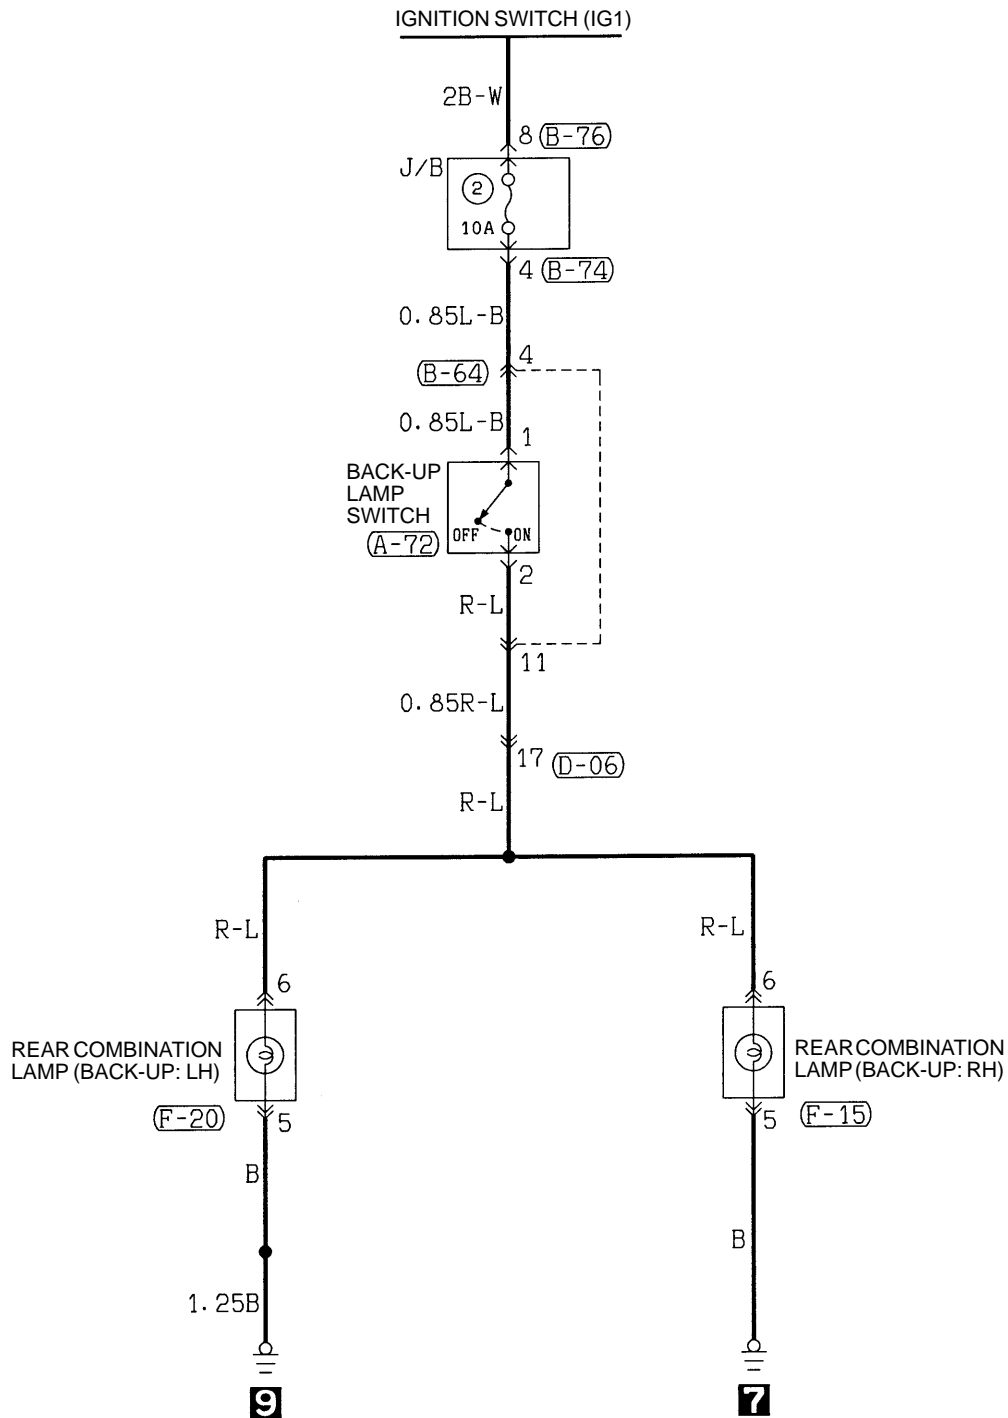 IGNITION SWITCH (IG1)
2B-W
8 B-76
J/B
2
10A
4 B-74
0.85L-B
4
B-64
0.85L-B
1
BACK-UP
LAMP
SWITCH
OFF ON
A-72
2
R-L
11
0.85R-L
17 D-06
R-L
R-L
R-L
6
6
REAR COMBINATION
LAMP (BACK-UP: LH)
REAR COMBINATION
LAMP (BACK-UP: RH)
F-20 5
5 F-15
B
B
1.25B
9
7